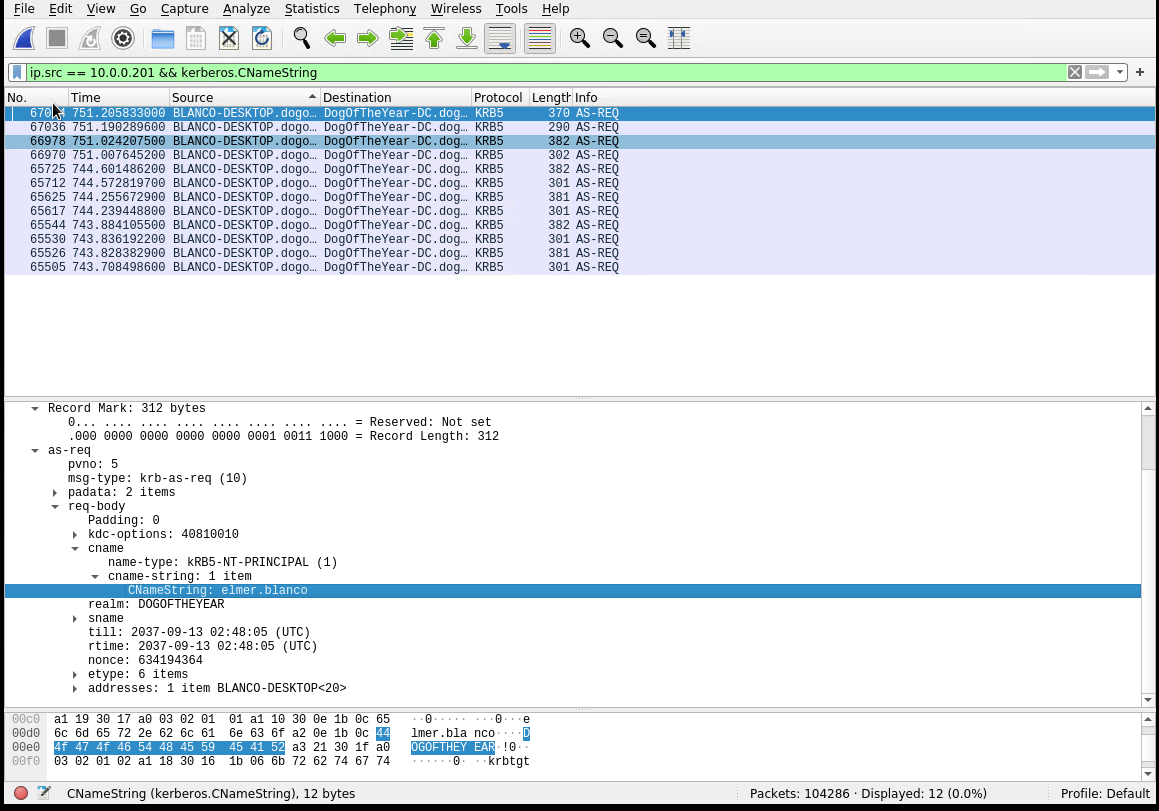 File Edit View Go Capture Analyze Statistics Telephony Wireless Tools Help
ip.src == 10.0.0.201 && kerberos.CNameString
No. Time Source Destination Protocol Length Info
751.205833000 BLANCO-DESKTOP.dogo… DogOfTheYear-DC.dog… KRB5 370 AS-REQ
67036 751.190289600 BLANCO-DESKTOP.dogo… DogOfTheYear-DC.dog… KRB5 290 AS-REQ
66978 751.024207500 BLANCO-DESKTOP.dogo… DogOfTheYear-DC.dog… KRB5 382 AS-REQ
66970 751.007645200 BLANCO-DESKTOP.dogo… DogOfTheYear-DC.dog… KRB5 302 AS-REQ
65725 744.601486200 BLANCO-DESKTOP.dogo… DogOfTheYear-DC.dog… KRB5 382 AS-REQ
65712 744.572819700 BLANCO-DESKTOP.dogo… DogOfTheYear-DC.dog… KRB5 301 AS-REQ
65625 744.255672900 BLANCO-DESKTOP.dogo… DogOfTheYear-DC.dog… KRB5 381 AS-REQ
65617 744.239448800 BLANCO-DESKTOP.dogo… DogOfTheYear-DC.dog… KRB5 301 AS-REQ
65544 743.884105500 BLANCO-DESKTOP.dogo… DogOfTheYear-DC.dog… KRB5 382 AS-REQ
65530 743.836192200 BLANCO-DESKTOP.dogo… DogOfTheYear-DC.dog… KRB5 301 AS-REQ
65526 743.828382900 BLANCO-DESKTOP.dogo… DogOfTheYear-DC.dog… KRB5 381 AS-REQ
65505 743.708498600 BLANCO-DESKTOP.dogo… DogOfTheYear-DC.dog… KRB5 301 AS-REQ
Record Mark: 312 bytes
0... .... .... .... .... .... .... .... = Reserved: Not set
.000 0000 0000 0000 0000 0001 0011 1000 = Record Length: 312
as-req
pvno: 5
msg-type: krb-as-req (10)
padata: 2 items
req-body
Padding: 0
kdc-options: 40810010
cname
name-type: kRB5-NT-PRINCIPAL (1)
cname-string: 1 item
CNameString: elmer.blanco
realm: DOGOFTHEYEAR
sname
till: 2037-09-13 02:48:05 (UTC)
rtime: 2037-09-13 02:48:05 (UTC)
nonce: 634194364
etype: 6 items
addresses: 1 item BLANCO-DESKTOP<20>
00c0 a1 19 30 17 a0 03 02 01 01 a1 10 30 0e 1b 0c 65 ··0····· ···0···e
00d0 6c 6d 65 72 2e 62 6c 61 6e 63 6f a2 0e 1b 0c 44 lmer.bla nco····D
00e0 4f 47 4f 46 54 48 45 59 45 41 52 a3 21 30 1f a0 OGOFTHEY EAR·!0··
00f0 03 02 01 02 a1 18 30 16 1b 06 6b 72 62 74 67 74 ······0· ··krbtgt
CNameString (kerberos.CNameString), 12 bytes Packets: 104286 · Displayed: 12 (0.0%) Profile: Default